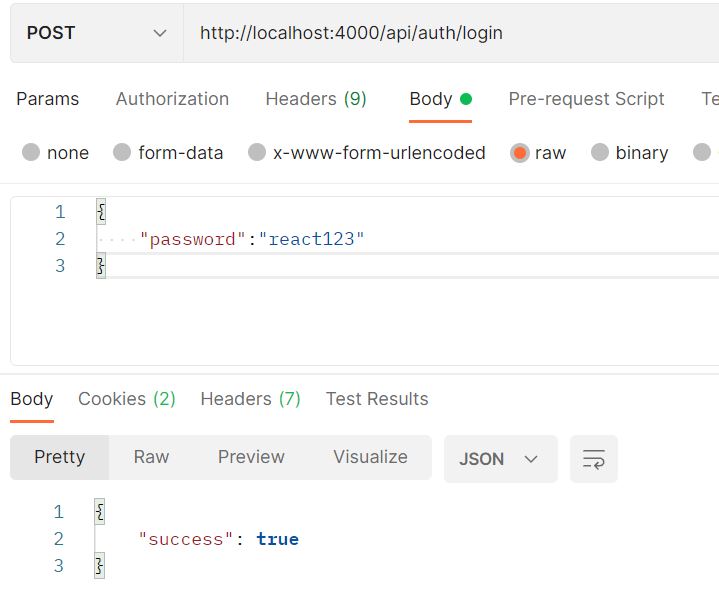 POST http://localhost:4000/api/auth/login
Params Authorization Headers (9) Body Pre-request Script Te
none form-data x-www-form-urlencoded raw binary
1 {
2 "password":"react123"
3 }
Body Cookies (2) Headers (7) Test Results
Pretty Raw Preview Visualize JSON
1 {
2 "success": true
3 }